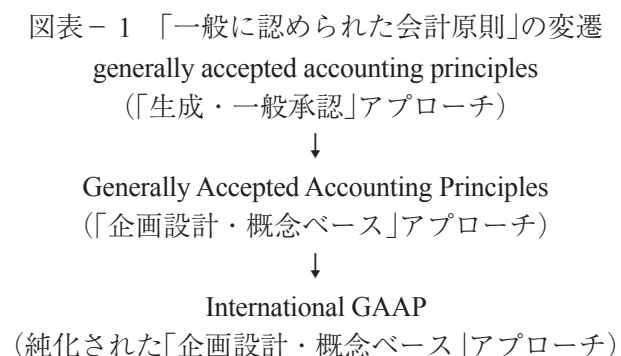 図表－1　「一般に認められた会計原則」の変遷
generally accepted accounting principles
(「生成・一般承認」アプローチ)
↓
Generally Accepted Accounting Principles
(「企画設計・概念ベース」アプローチ)
↓
International GAAP
(純化された「企画設計・概念ベース」アプローチ)